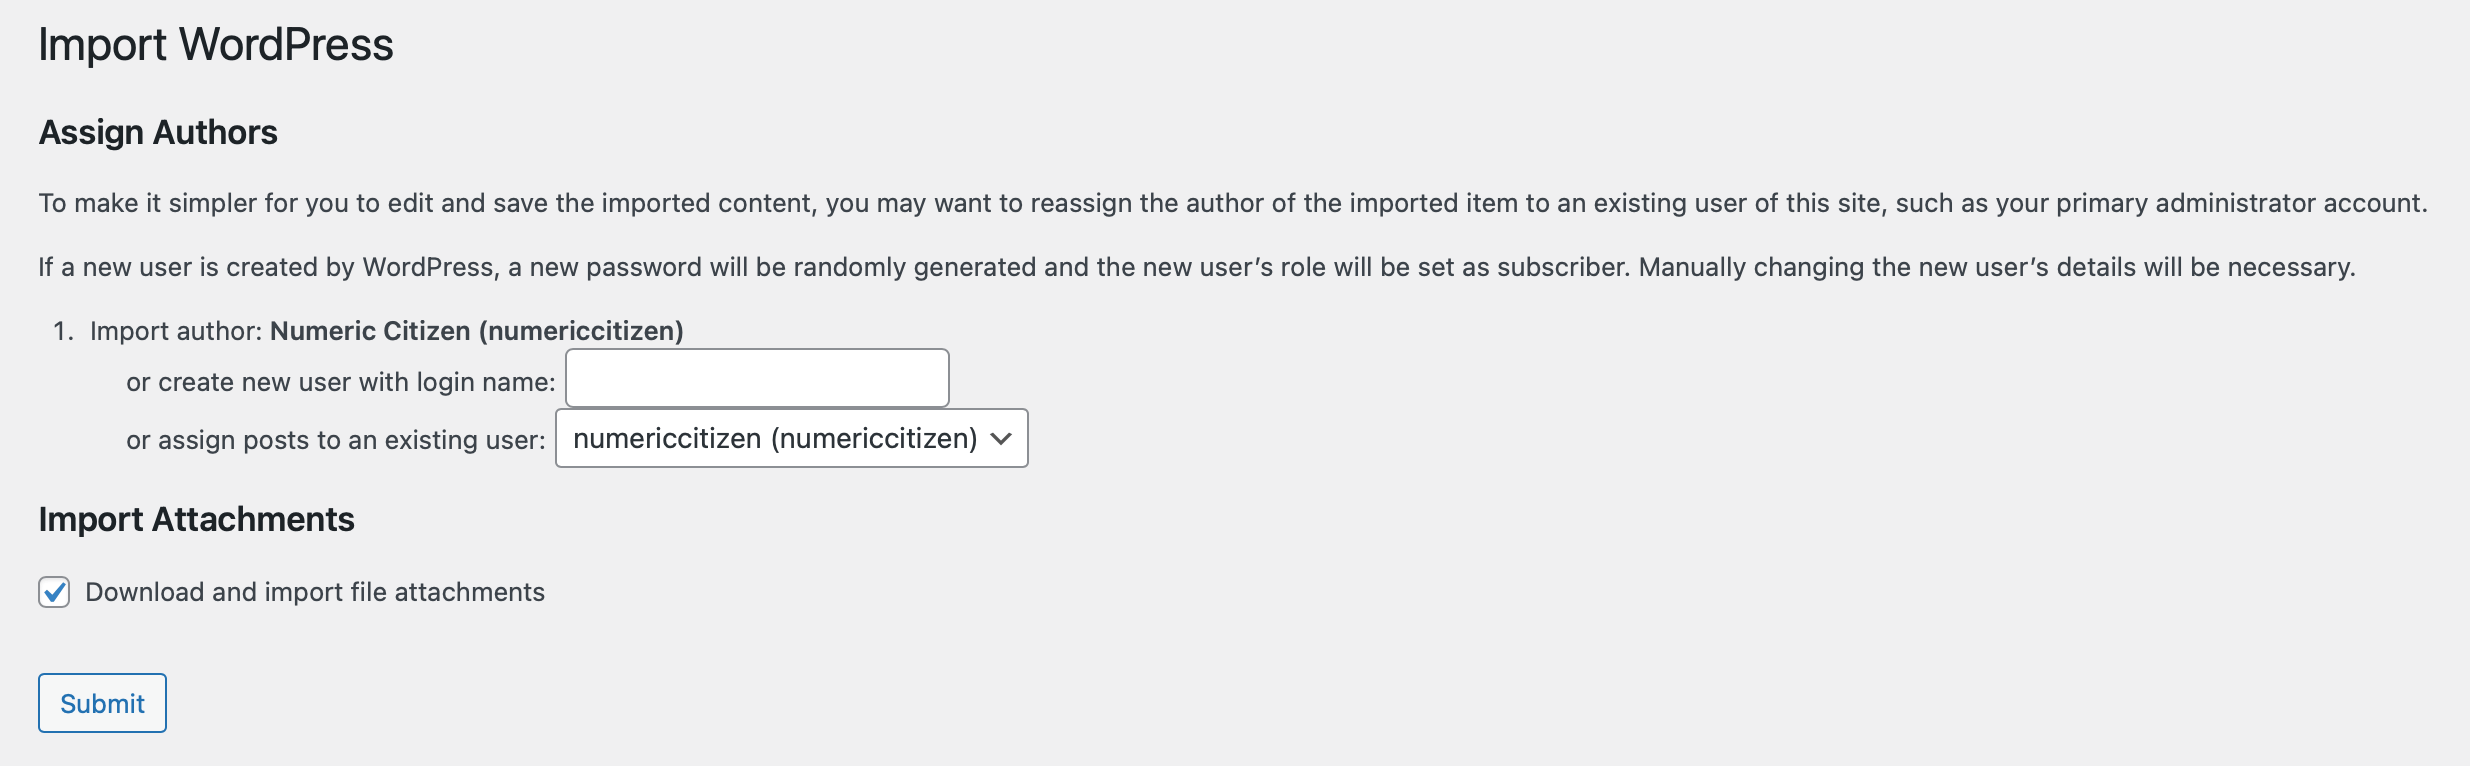 Import WordPress
Assign Authors
To make it simpler for you to edit and save the imported content, you may want to reassign the author of the imported item to an existing user of this site, such as your primary administrator account.
If a new user is created by WordPress, a new password will be randomly generated and the new user’s role will be set as subscriber. Manually changing the new user’s details will be necessary.
1. Import author: Numeric Citizen (numericcitizen)
or create new user with login name:
or assign posts to an existing user: numericcitizen (numericcitizen)
Import Attachments
Download and import file attachments
Submit